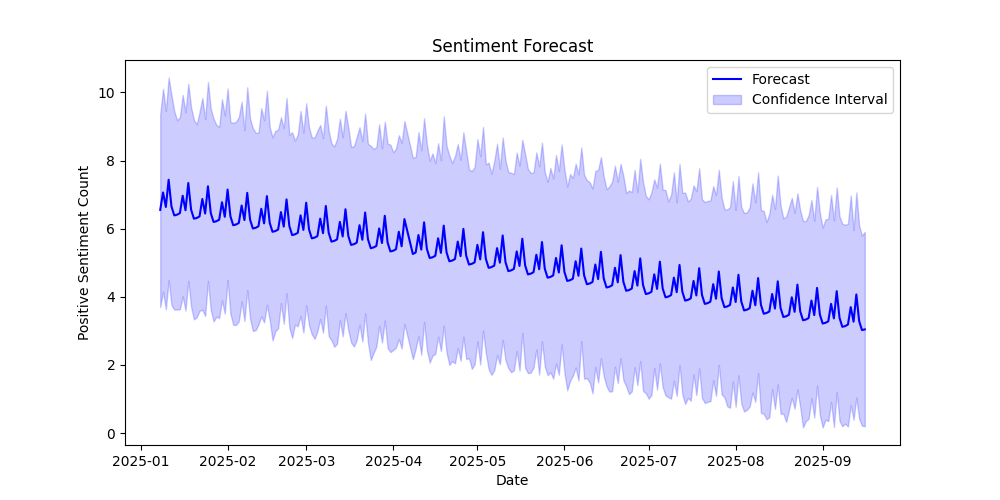 Sentiment Forecast
Forecast
Confidence Interval
Positive Sentiment Count
10
8
6
4
2
0
2025-01 2025-02 2025-03 2025-04 2025-05 2025-06 2025-07 2025-08 2025-09
Date